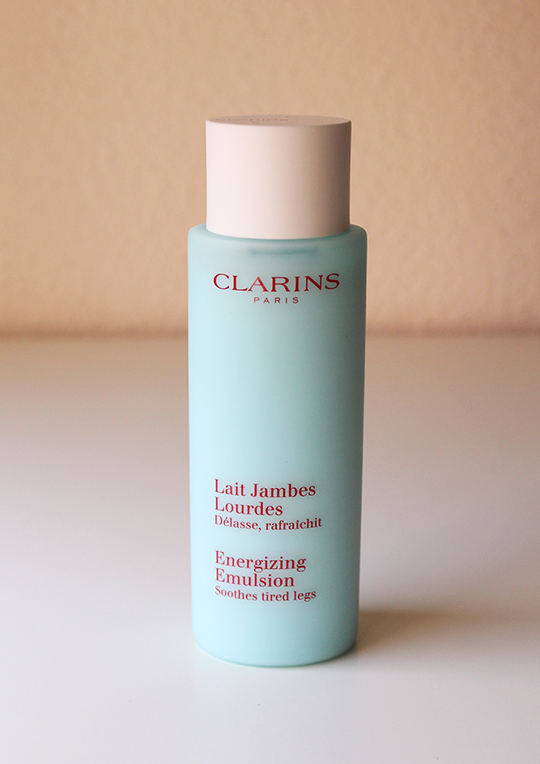 CLARINS
PARIS
Lait Jambes
Lourdes
Délasse, rafraîchit
Energizing
Emulsion
Soothes tired legs